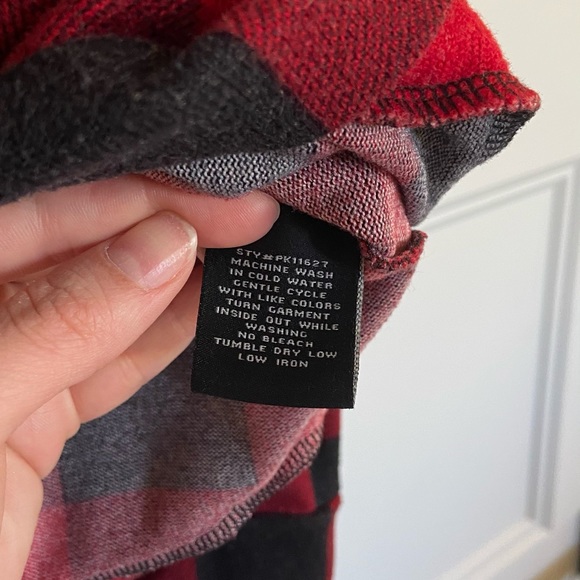 STY#PK11627
MACHINE WASH
IN COLD WATER
GENTLE CYCLE
WITH LIKE COLORS
TURN GARMENT
INSIDE OUT WHILE
WASHING
NO BLEACH
TUMBLE DRY LOW
LOW IRON